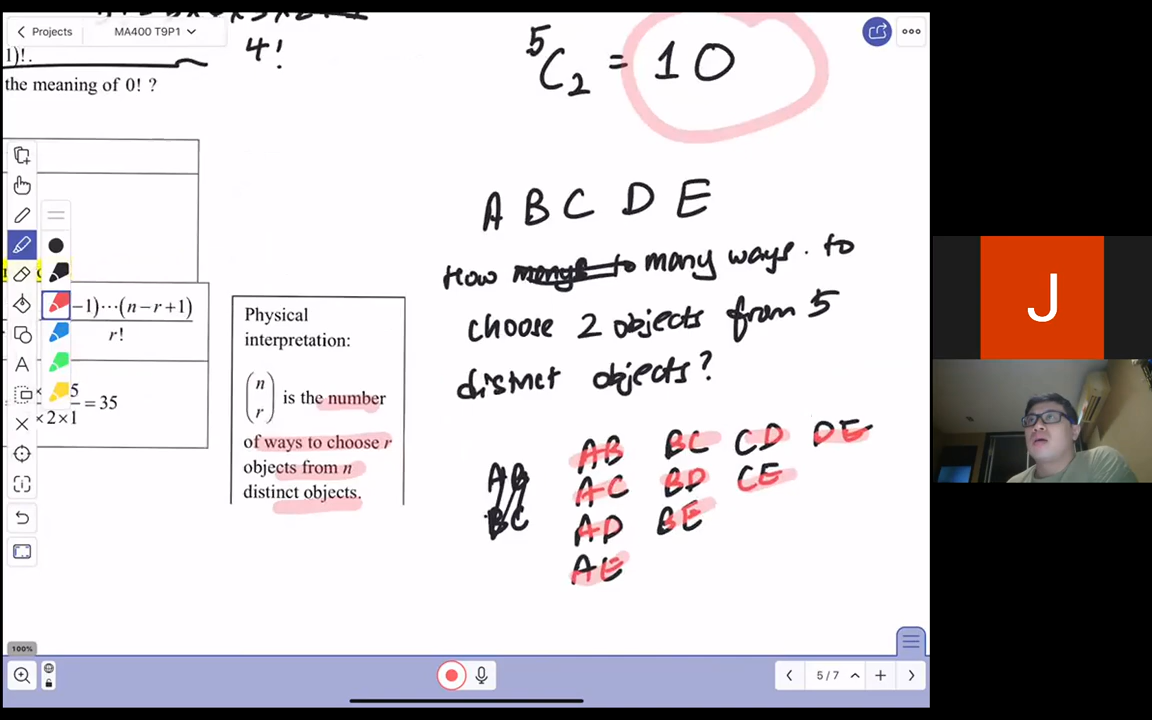 Projects
MA400 T9P1
1)!.
4!
the meaning of 0! ?
⁵C₂ = 10
A B C D E
How many ways. to
choose 2 objects from 5
distinct objects?
-1)⋯(n-r+1)
r!
5
×2×1
=35
Physical
interpretation:
(n
r) is the number
of ways to choose r
objects from n
distinct objects.
AB BC CD DE
AB AC BD CE
BC AD BE
AE
100%
5/7
J